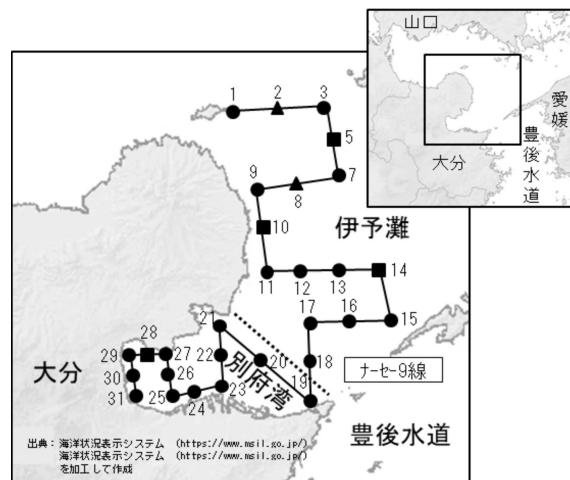 山口
愛媛
大分
豊後水道
1
2
3
5
7
8
9
10
伊予灘
11
12
13
14
15
16
17
18
19
20
21
22
23
24
25
26
27
28
29
30
31
別府湾
大分
ナーセー9線
豊後水道
出典：海洋状況表示システム （https://www.msil.go.jp/）
海洋状況表示システム （https://www.msil.go.jp/）
を加工して作成